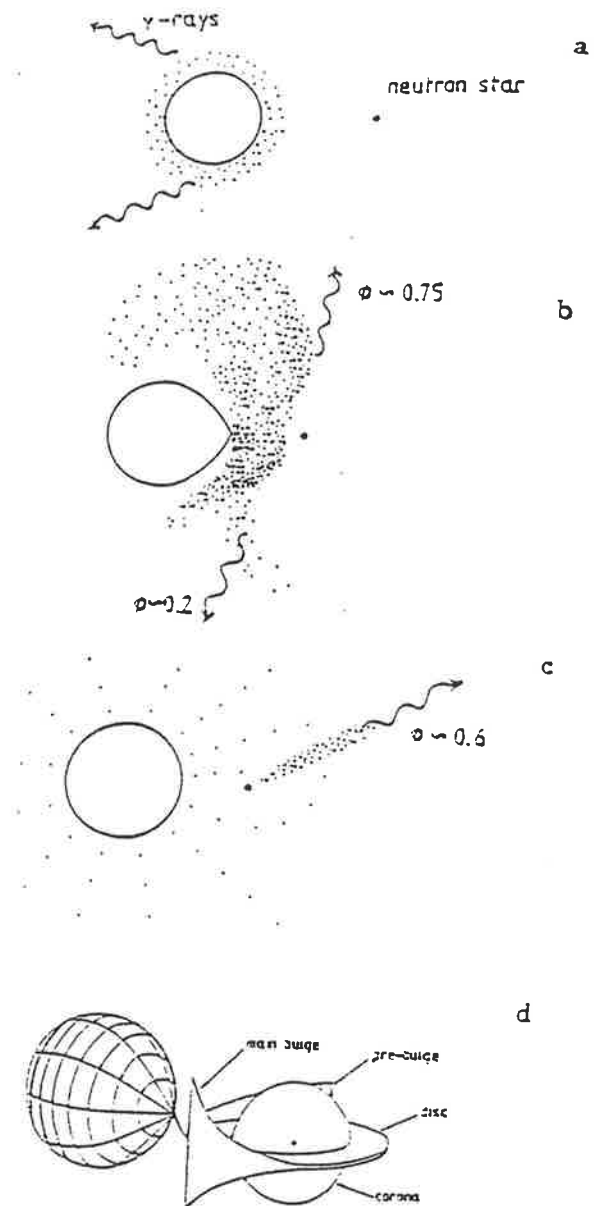 γ-rays
a
neutron star
ø ~ 0.75
b
ø ~ 0.2
c
ø ~ 0.6
d
main bulge
pre-bulge
disc
corona